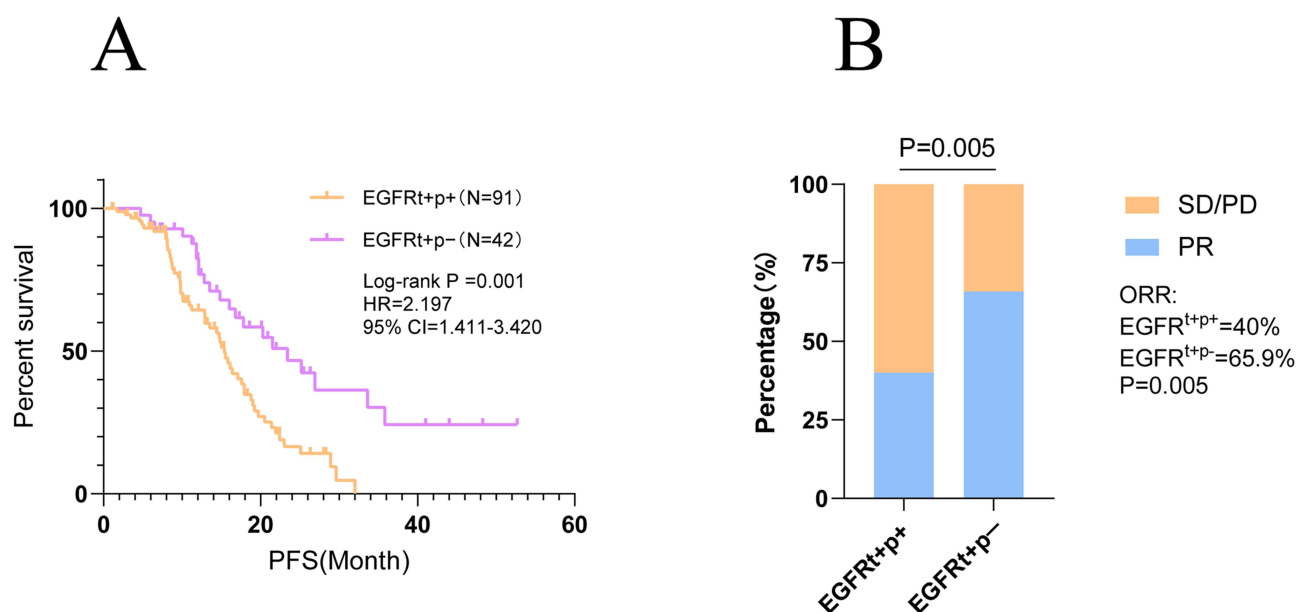 A
Percent survival
100
50
0
0 20 40 60
PFS(Month)
EGFRt+p+(N=91)
EGFRt+p−(N=42)
Log-rank P =0.001
HR=2.197
95% CI=1.411-3.420
B
P=0.005
Percentage(%)
100
75
50
25
0
EGFRt+p+
EGFRt+p−
SD/PD
PR
ORR:
EGFRt+p+=40%
EGFRt+p-=65.9%
P=0.005